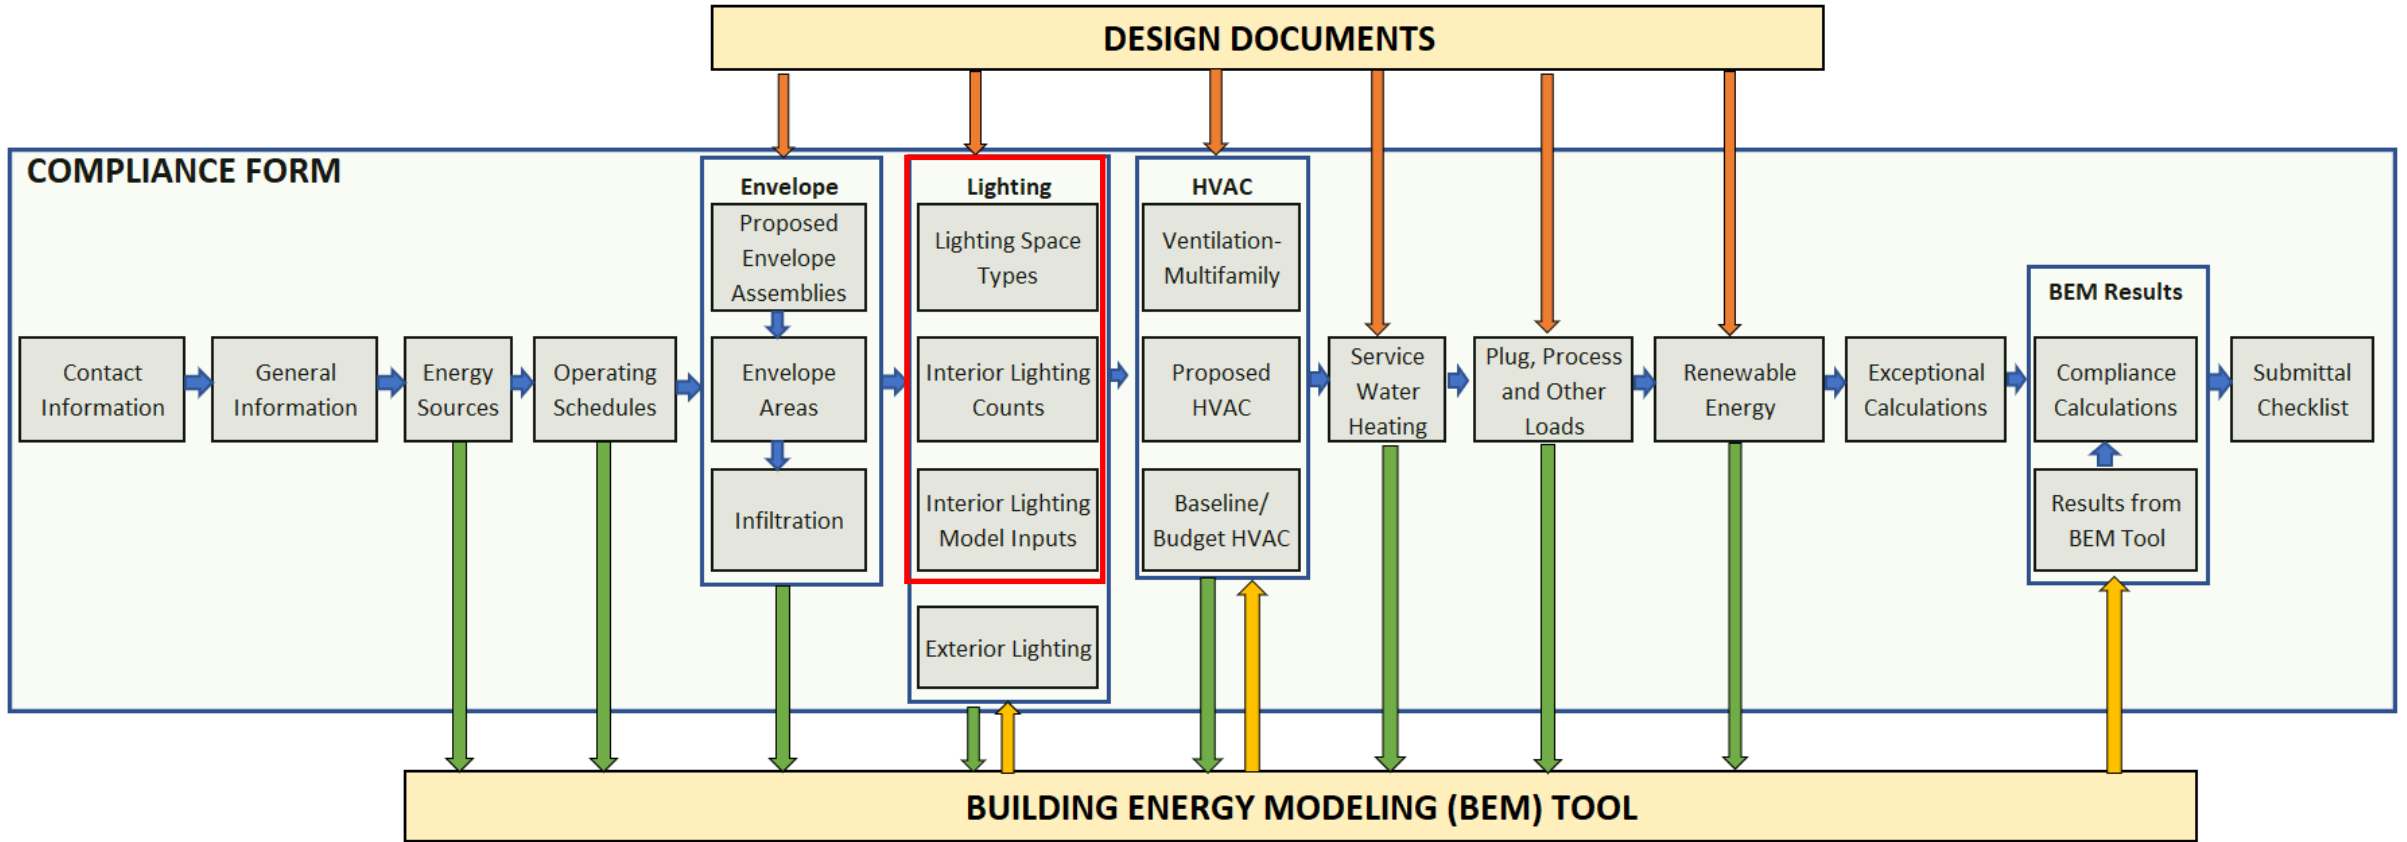 DESIGN DOCUMENTS
COMPLIANCE FORM
Contact
Information
General
Information
Energy
Sources
Operating
Schedules
Envelope
Proposed
Envelope
Assemblies
Envelope
Areas
Infiltration
Lighting
Lighting Space
Types
Interior Lighting
Counts
Interior Lighting
Model Inputs
Exterior Lighting
HVAC
Ventilation-
Multifamily
Proposed
HVAC
Baseline/
Budget HVAC
Service
Water
Heating
Plug, Process
and Other
Loads
Renewable
Energy
Exceptional
Calculations
BEM Results
Compliance
Calculations
Results from
BEM Tool
Submittal
Checklist
BUILDING ENERGY MODELING (BEM) TOOL